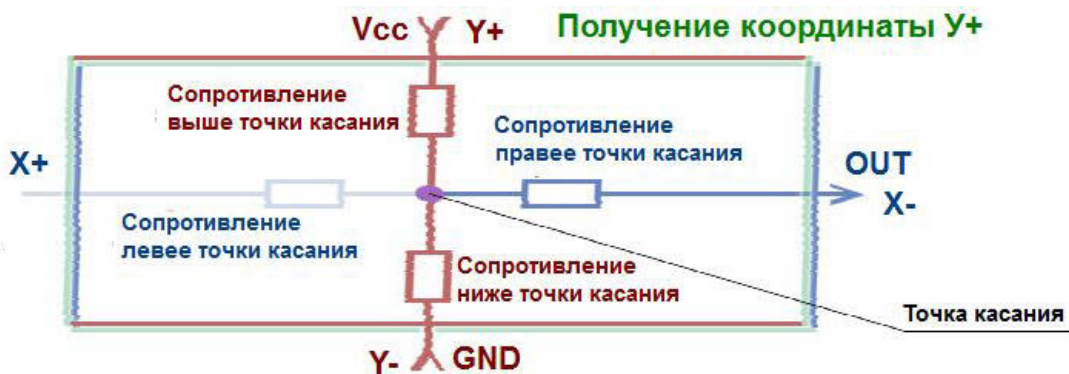 Vcc Y+ Получение координаты У+
Сопротивление
выше точки касания
Сопротивление
правее точки касания
X+
OUT
X-
Сопротивление
левее точки касания
Сопротивление
ниже точки касания
Точка касания
Y- GND